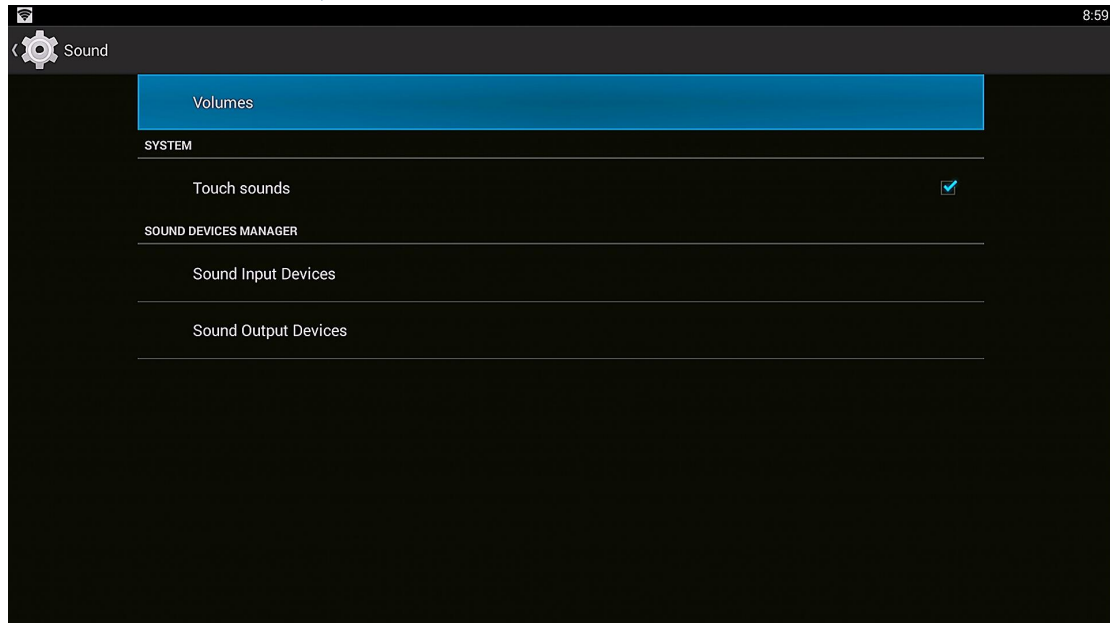 8:59
Sound
Volumes
SYSTEM
Touch sounds
SOUND DEVICES MANAGER
Sound Input Devices
Sound Output Devices